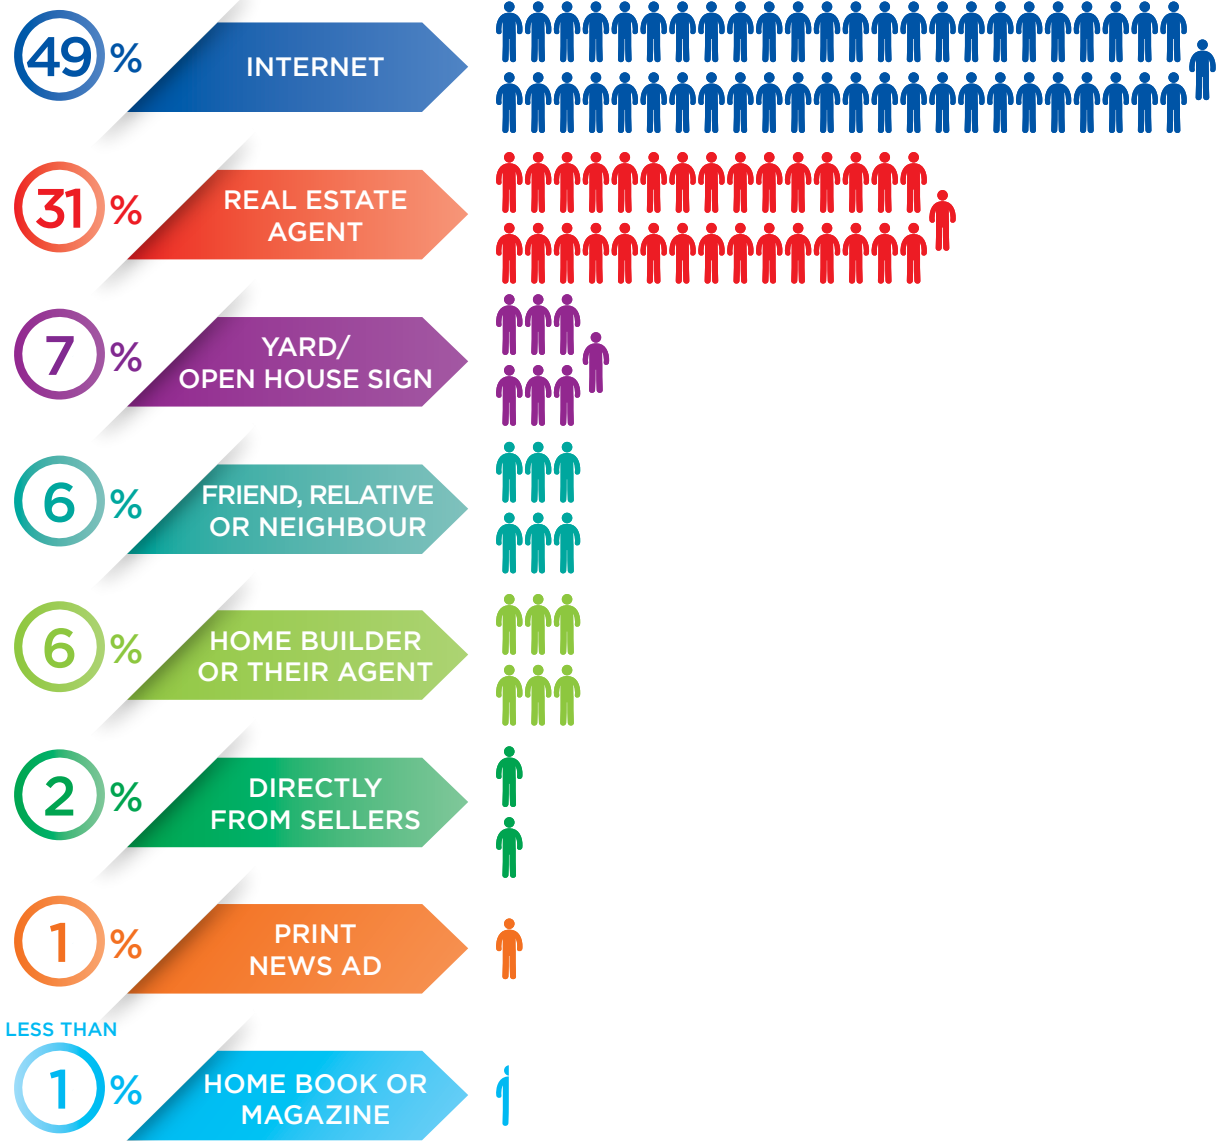 49%
INTERNET
31%
REAL ESTATE
AGENT
7%
YARD/
OPEN HOUSE SIGN
6%
FRIEND, RELATIVE
OR NEIGHBOUR
6%
HOME BUILDER
OR THEIR AGENT
2%
DIRECTLY
FROM SELLERS
1%
PRINT
NEWS AD
LESS THAN
1%
HOME BOOK OR
MAGAZINE